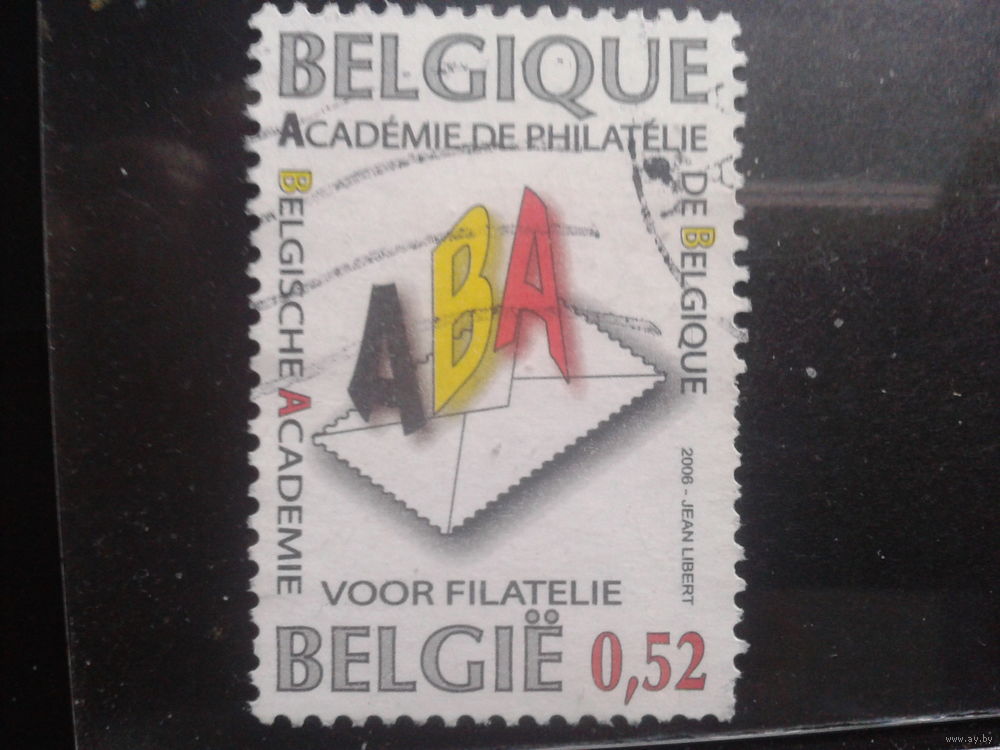 BELGIQUE
ACADÉMIE DE PHILATÉLIE
DE BELGIQUE
BELGISCHE ACADEMIE
ABA
2006 - JEAN LIBERT
VOOR FILATELIE
BELGIË 0,52
www.ay.by